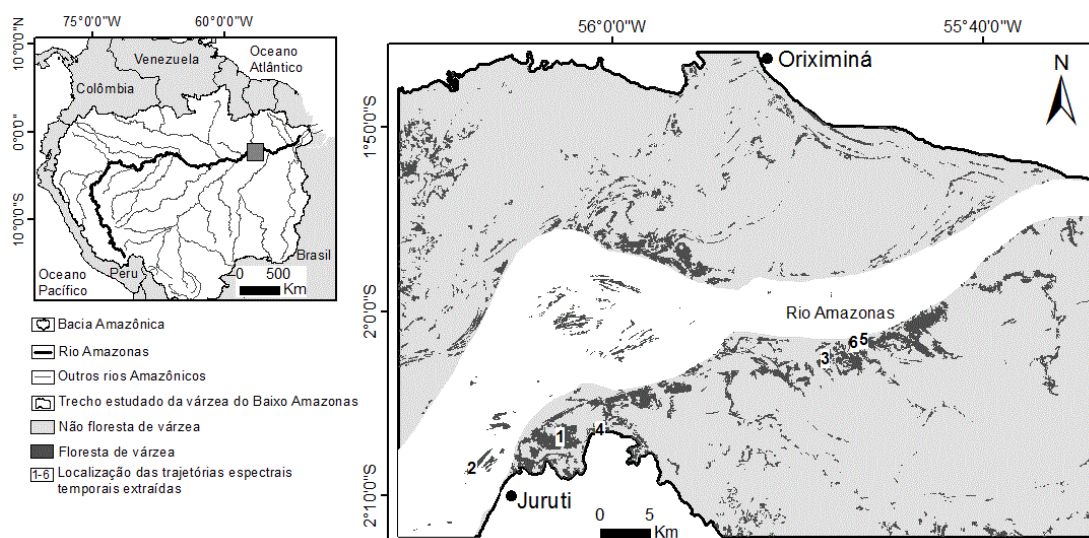 75°0'0"W
60°0'0"W
10°0'0"N
0°0'0"
10°0'0"S
Venezuela
Oceano
Atlântico
Colômbia
Brasil
Peru
Oceano
Pacífico
0 500
Km
Bacia Amazônica
Rio Amazonas
Outros rios Amazônicos
Trecho estudado da várzea do Baixo Amazonas
Não floresta de várzea
Floresta de várzea
1-6 Localização das trajetórias espectrais
temporais extraídas
56°0'0"W
55°40'0"W
1°50'0"S
2°0'0"S
2°10'0"S
Oriximiná
N
Rio Amazonas
6 5
3
1
4
2
Juruti
0 5
Km